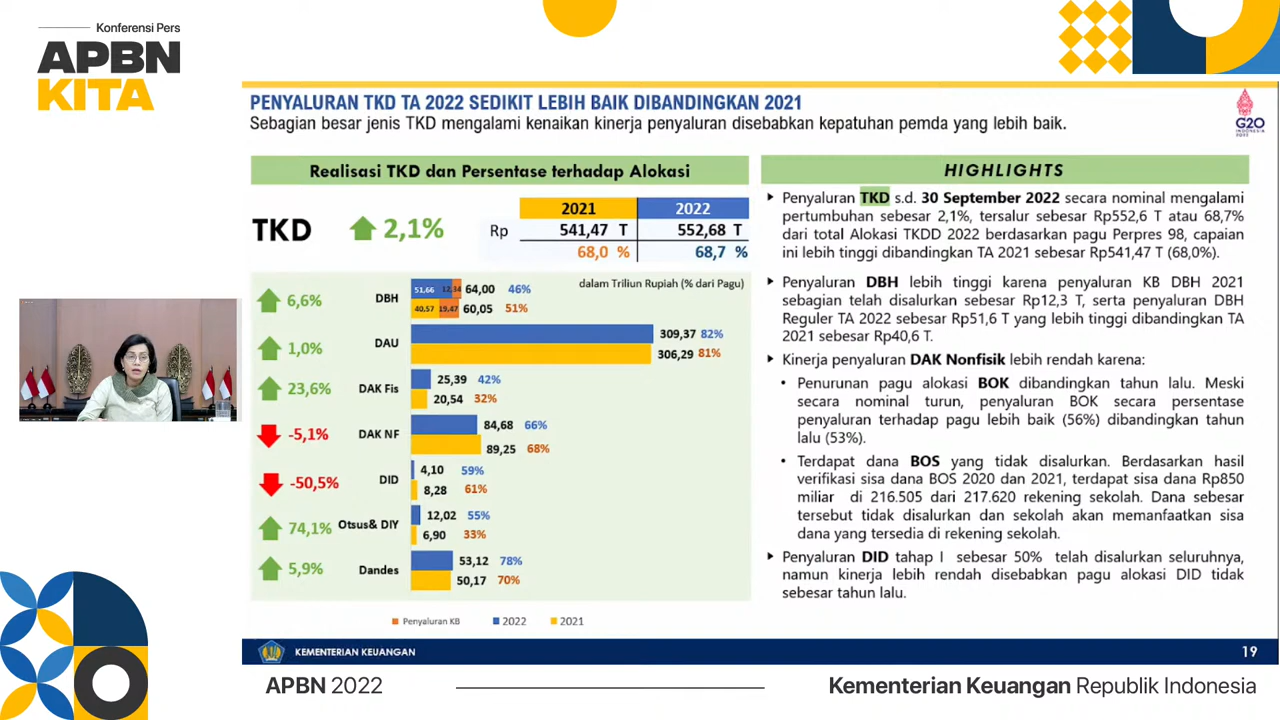 Konferensi Pers
APBN
KITA
PENYALURAN TKD TA 2022 SEDIKIT LEBIH BAIK DIBANDINGKAN 2021
Sebagian besar jenis TKD mengalami kenaikan kinerja penyaluran disebabkan kepatuhan pemda yang lebih baik.
G20
INDONESIA
2022
Realisasi TKD dan Persentase terhadap Alokasi
TKD 2,1%
2021 2022
Rp 541,47 T 552,68 T
68,0 % 68,7 %
dalam Triliun Rupiah (% dari Pagu)
6,6% DBH 51,66 12,34 64,00 46%
40,57 19,47 60,05 51%
1,0% DAU 309,37 82%
306,29 81%
23,6% DAK Fis 25,39 42%
20,54 32%
-5,1% DAK NF 84,68 66%
89,25 68%
-50,5% DID 4,10 59%
8,28 61%
74,1% Otsus& DIY 12,02 55%
6,90 33%
5,9% Dandes 53,12 78%
50,17 70%
Penyaluran KB 2022 2021
HIGHLIGHTS
Penyaluran TKD s.d. 30 September 2022 secara nominal mengalami
pertumbuhan sebesar 2,1%, tersalur sebesar Rp552,6 T atau 68,7%
dari total Alokasi TKDD 2022 berdasarkan pagu Perpres 98, capaian
ini lebih tinggi dibandingkan TA 2021 sebesar Rp541,47 T (68,0%).
Penyaluran DBH lebih tinggi karena penyaluran KB DBH 2021
sebagian telah disalurkan sebesar Rp12,3 T, serta penyaluran DBH
Reguler TA 2022 sebesar Rp51,6 T yang lebih tinggi dibandingkan TA
2021 sebesar Rp40,6 T.
Kinerja penyaluran DAK Nonfisik lebih rendah karena:
• Penurunan pagu alokasi BOK dibandingkan tahun lalu. Meski
secara nominal turun, penyaluran BOK secara persentase
penyaluran terhadap pagu lebih baik (56%) dibandingkan tahun
lalu (53%).
• Terdapat dana BOS yang tidak disalurkan. Berdasarkan hasil
verifikasi sisa dana BOS 2020 dan 2021, terdapat sisa dana Rp850
miliar di 216.505 dari 217.620 rekening sekolah. Dana sebesar
tersebut tidak disalurkan dan sekolah akan memanfaatkan sisa
dana yang tersedia di rekening sekolah.
Penyaluran DID tahap I sebesar 50% telah disalurkan seluruhnya,
namun kinerja lebih rendah disebabkan pagu alokasi DID tidak
sebesar tahun lalu.
KEMENTERIAN KEUANGAN 19
APBN 2022 Kementerian Keuangan Republik Indonesia